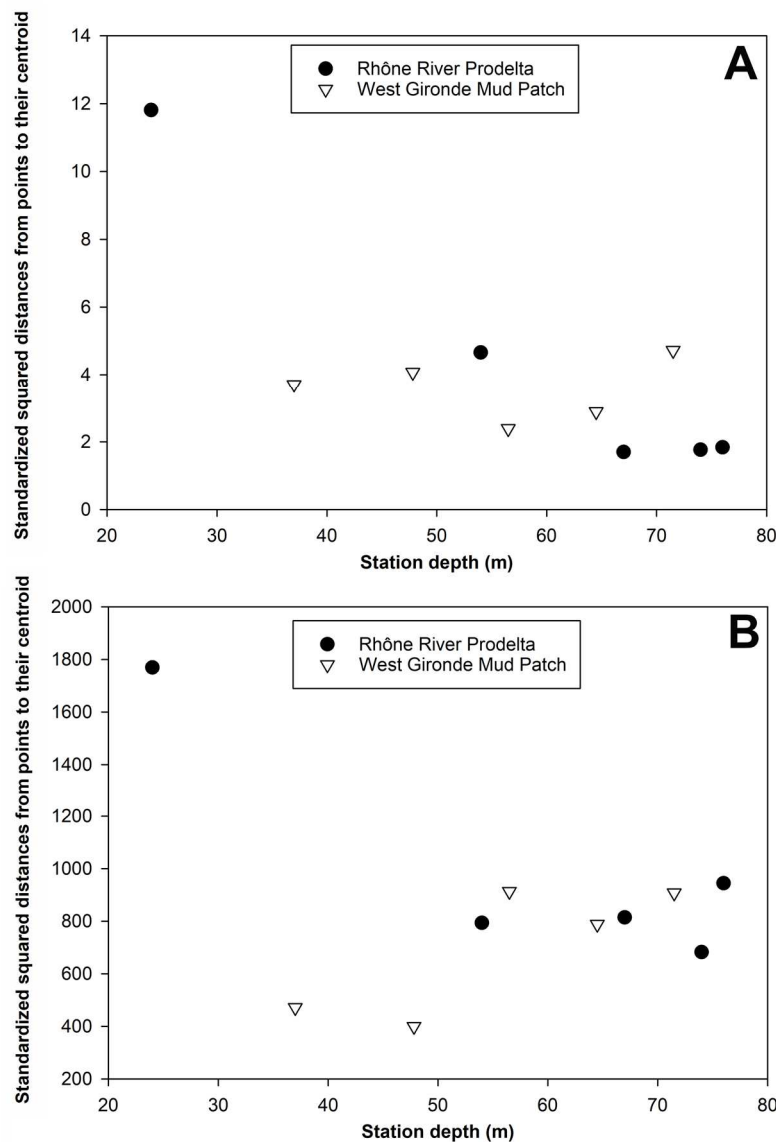 A
Standardized squared distances from points to their centroid
14
12
10
8
6
4
2
0
Rhône River Prodelta
West Gironde Mud Patch
20 30 40 50 60 70 80
Station depth (m)
B
Standardized squared distances from points to their centroid
2000
1800
1600
1400
1200
1000
800
600
400
200
Rhône River Prodelta
West Gironde Mud Patch
20 30 40 50 60 70 80
Station depth (m)